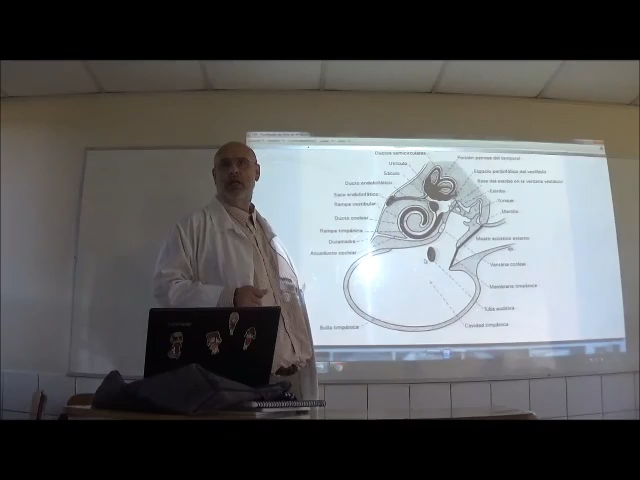 Ductos semicirculares
Utrículo
Sáculo
Ducto endolinfático
Saco endolinfático
Rampa vestibular
Ducto coclear
Rampa timpánica
Duramadre
Acueducto coclear
Bulla timpánica
Porción petrosa del temporal
Espacio perilinfático del vestíbulo
Base del estribo en la ventana vestibular
Estribo
Yunque
Martillo
Meato acústico externo
Ventana coclear
Membrana timpánica
Tuba auditiva
Cavidad timpánica